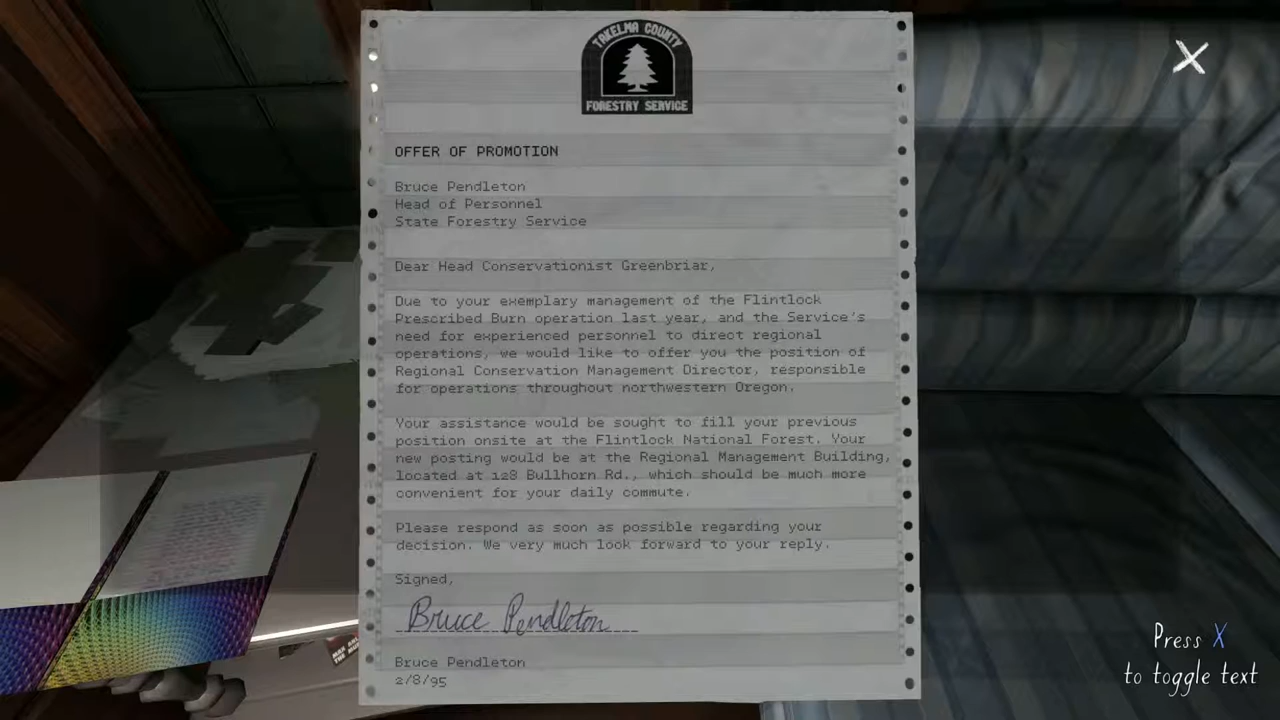 TAKELMA COUNTY
FORESTRY SERVICE
OFFER OF PROMOTION
Bruce Pendleton
Head of Personnel
State Forestry Service
Dear Head Conservationist Greenbriar,
Due to your exemplary management of the Flintlock
Prescribed Burn operation last year, and the Service's
need for experienced personnel to direct regional
operations, we would like to offer you the position of
Regional Conservation Management Director, responsible
for operations throughout northwestern Oregon.
Your assistance would be sought to fill your previous
position onsite at the Flintlock National Forest. Your
new posting would be at the Regional Management Building,
located at 128 Bullhorn Rd., which should be much more
convenient for your daily commute.
Please respond as soon as possible regarding your
decision. We very much look forward to your reply.
Signed,
Bruce Pendleton
Bruce Pendleton
2/8/95
Press X
to toggle text